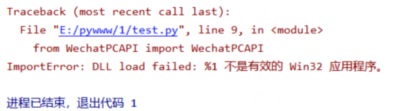 Traceback (most recent call last):
File "E:/pywww/1/test.py", line 9, in <module>
from WechatPCAPI import WechatPCAPI
ImportError: DLL load failed: %1 不是有效的 Win32 应用程序。
进程已结束，退出代码 1